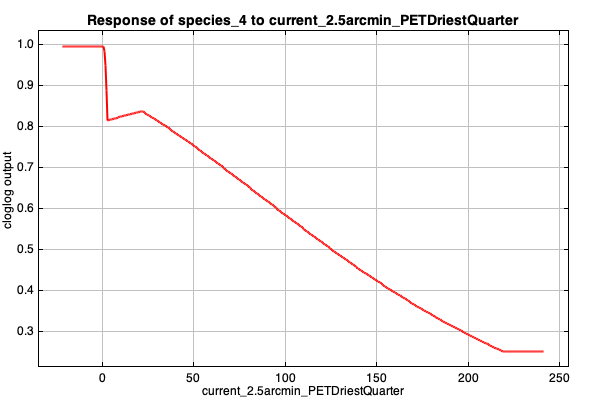 Response of species_4 to current_2.5arcmin_PETDriestQuarter
1.0
0.9
0.8
0.7
0.6
0.5
0.4
0.3
cloglog output
0 50 100 150 200 250
current_2.5arcmin_PETDriestQuarter